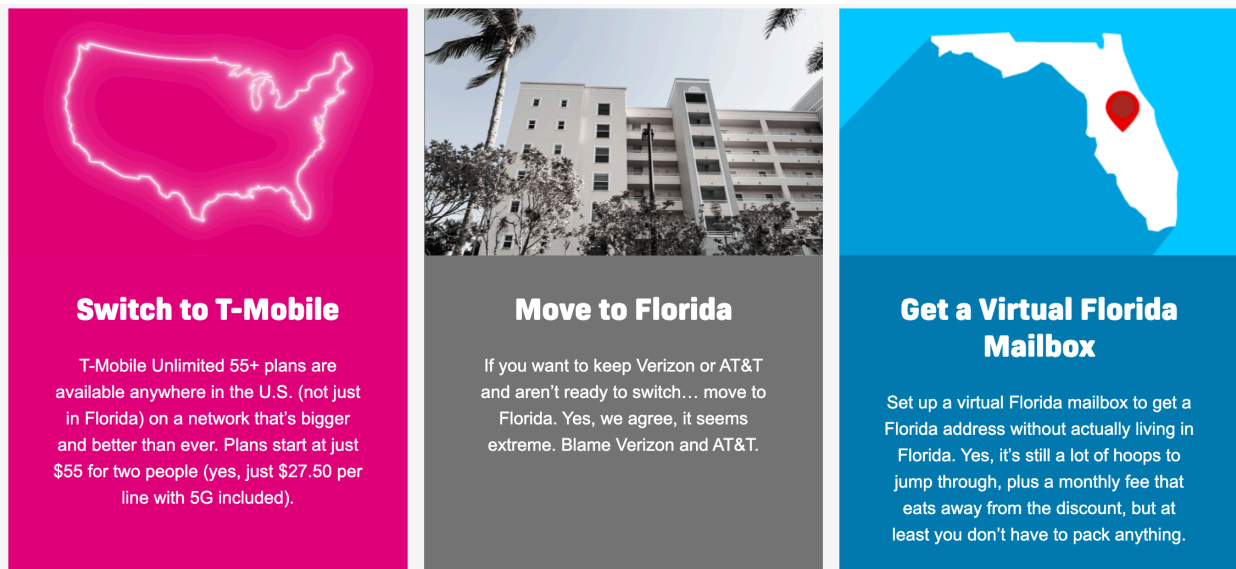 Switch to T-Mobile
T-Mobile Unlimited 55+ plans are
available anywhere in the U.S. (not just
in Florida) on a network that’s bigger
and better than ever. Plans start at just
$55 for two people (yes, just $27.50 per
line with 5G included).
Move to Florida
If you want to keep Verizon or AT&T
and aren’t ready to switch… move to
Florida. Yes, we agree, it seems
extreme. Blame Verizon and AT&T.
Get a Virtual Florida
Mailbox
Set up a virtual Florida mailbox to get a
Florida address without actually living in
Florida. Yes, it’s still a lot of hoops to
jump through, plus a monthly fee that
eats away from the discount, but at
least you don’t have to pack anything.